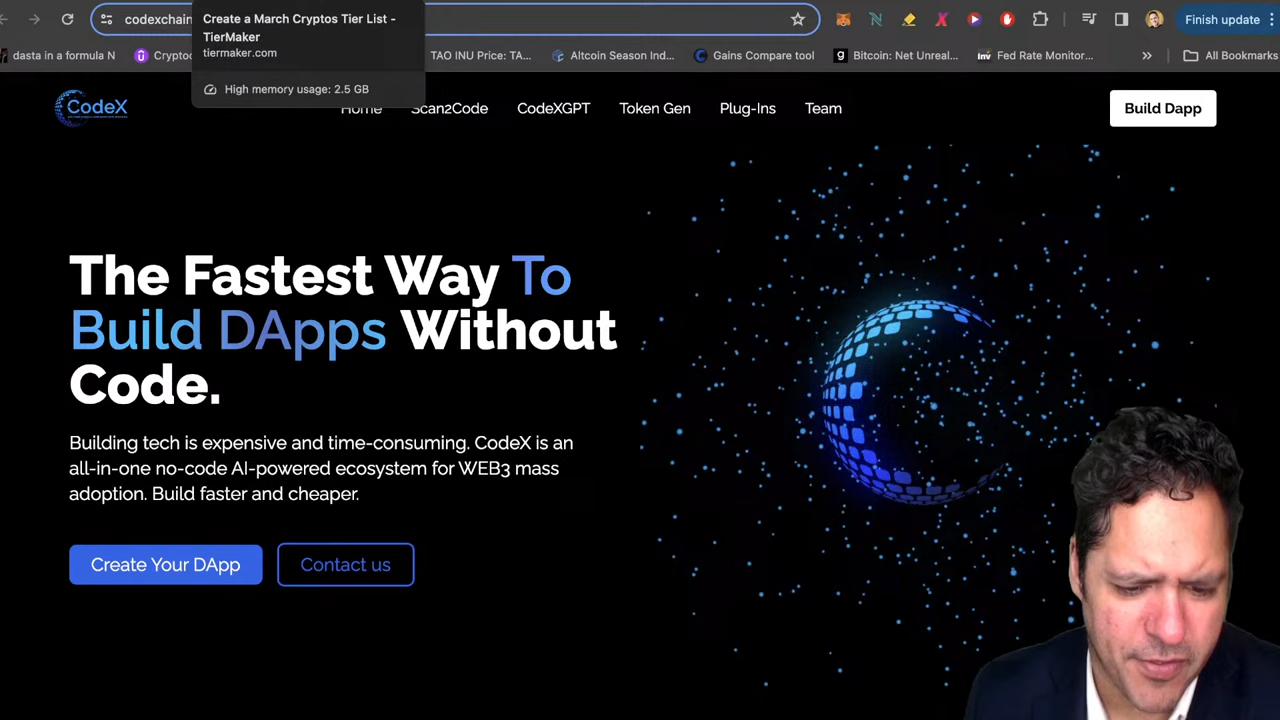 codexchain
Create a March Cryptos Tier List -
TierMaker
tiermaker.com
High memory usage: 2.5 GB
Finish update
dasta in a formula N
Crypto
TAO INU Price: TA...
Altcoin Season Ind...
Gains Compare tool
Bitcoin: Net Unreal...
inv
Fed Rate Monitor...
All Bookmarks
CodeX
Home
Scan2Code
CodeXGPT
Token Gen
Plug-Ins
Team
Build Dapp
The Fastest Way To
Build DApps Without
Code.
Building tech is expensive and time-consuming. CodeX is an
all-in-one no-code AI-powered ecosystem for WEB3 mass
adoption. Build faster and cheaper.
Create Your DApp
Contact us